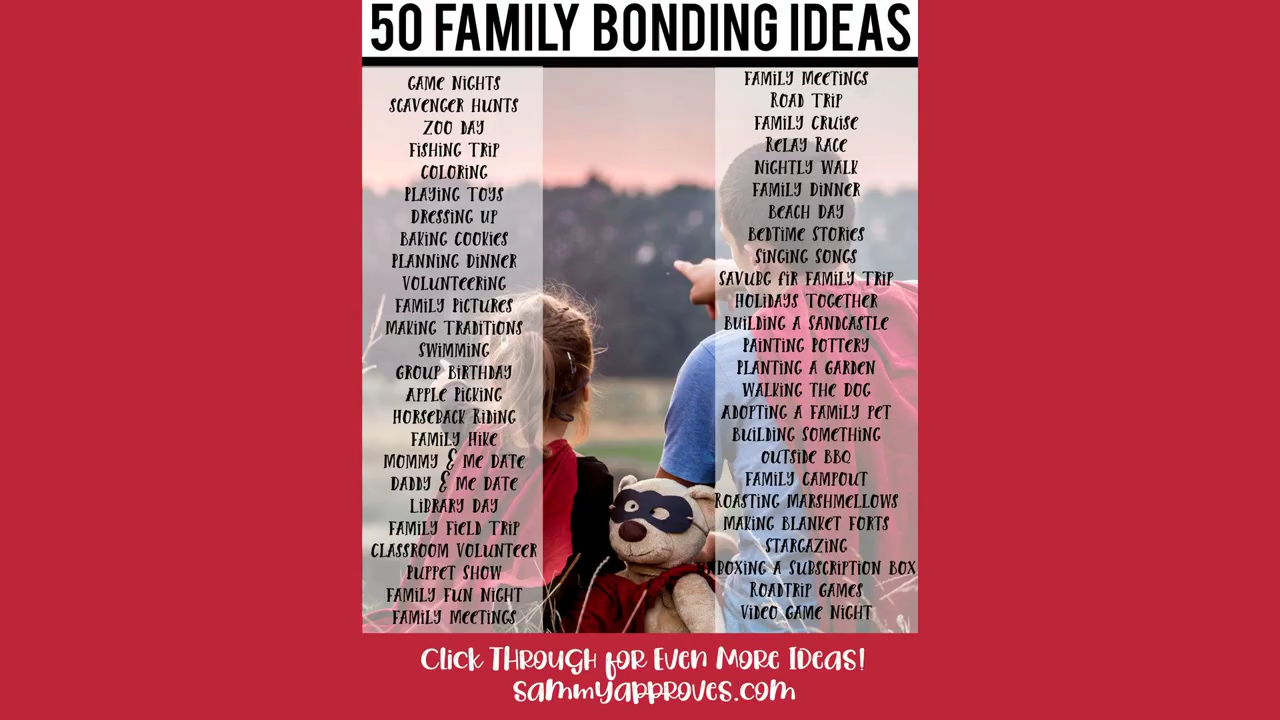 50 FAMILY BONDING IDEAS
GAME NIGHTS
SCAVENGER HUNTS
ZOO DAY
FISHING TRIP
COLORING
PLAYING TOYS
DRESSING UP
BAKING COOKIES
PLANNING DINNER
VOLUNTEERING
FAMILY PICTURES
MAKING TRADITIONS
SWIMMING
GROUP BIRTHDAY
APPLE PICKING
HORSEBACK RIDING
FAMILY HIKE
MOMMY & ME DATE
DADDY & ME DATE
LIBRARY DAY
FAMILY FIELD TRIP
CLASSROOM VOLUNTEER
PUPPET SHOW
FAMILY FUN NIGHT
FAMILY MEETINGS
FAMILY MEETINGS
ROAD TRIP
FAMILY CRUISE
RELAY RACE
NIGHTLY WALK
FAMILY DINNER
BEACH DAY
BEDTIME STORIES
SINGING SONGS
SAVUBG FIR FAMILY TRIP
HOLIDAYS TOGETHER
BUILDING A SANDCASTLE
PAINTING POTTERY
PLANTING A GARDEN
WALKING THE DOG
ADOPTING A FAMILY PET
BUILDING SOMETHING
OUTSIDE BBQ
FAMILY CAMPOUT
ROASTING MARSHMELLOWS
MAKING BLANKET FORTS
STARGAZING
UNBOXING A SUBSCRIPTION BOX
ROADTRIP GAMES
VIDEO GAME NIGHT
Click THROUGH for Even More IDeas!
sammyapproves.com